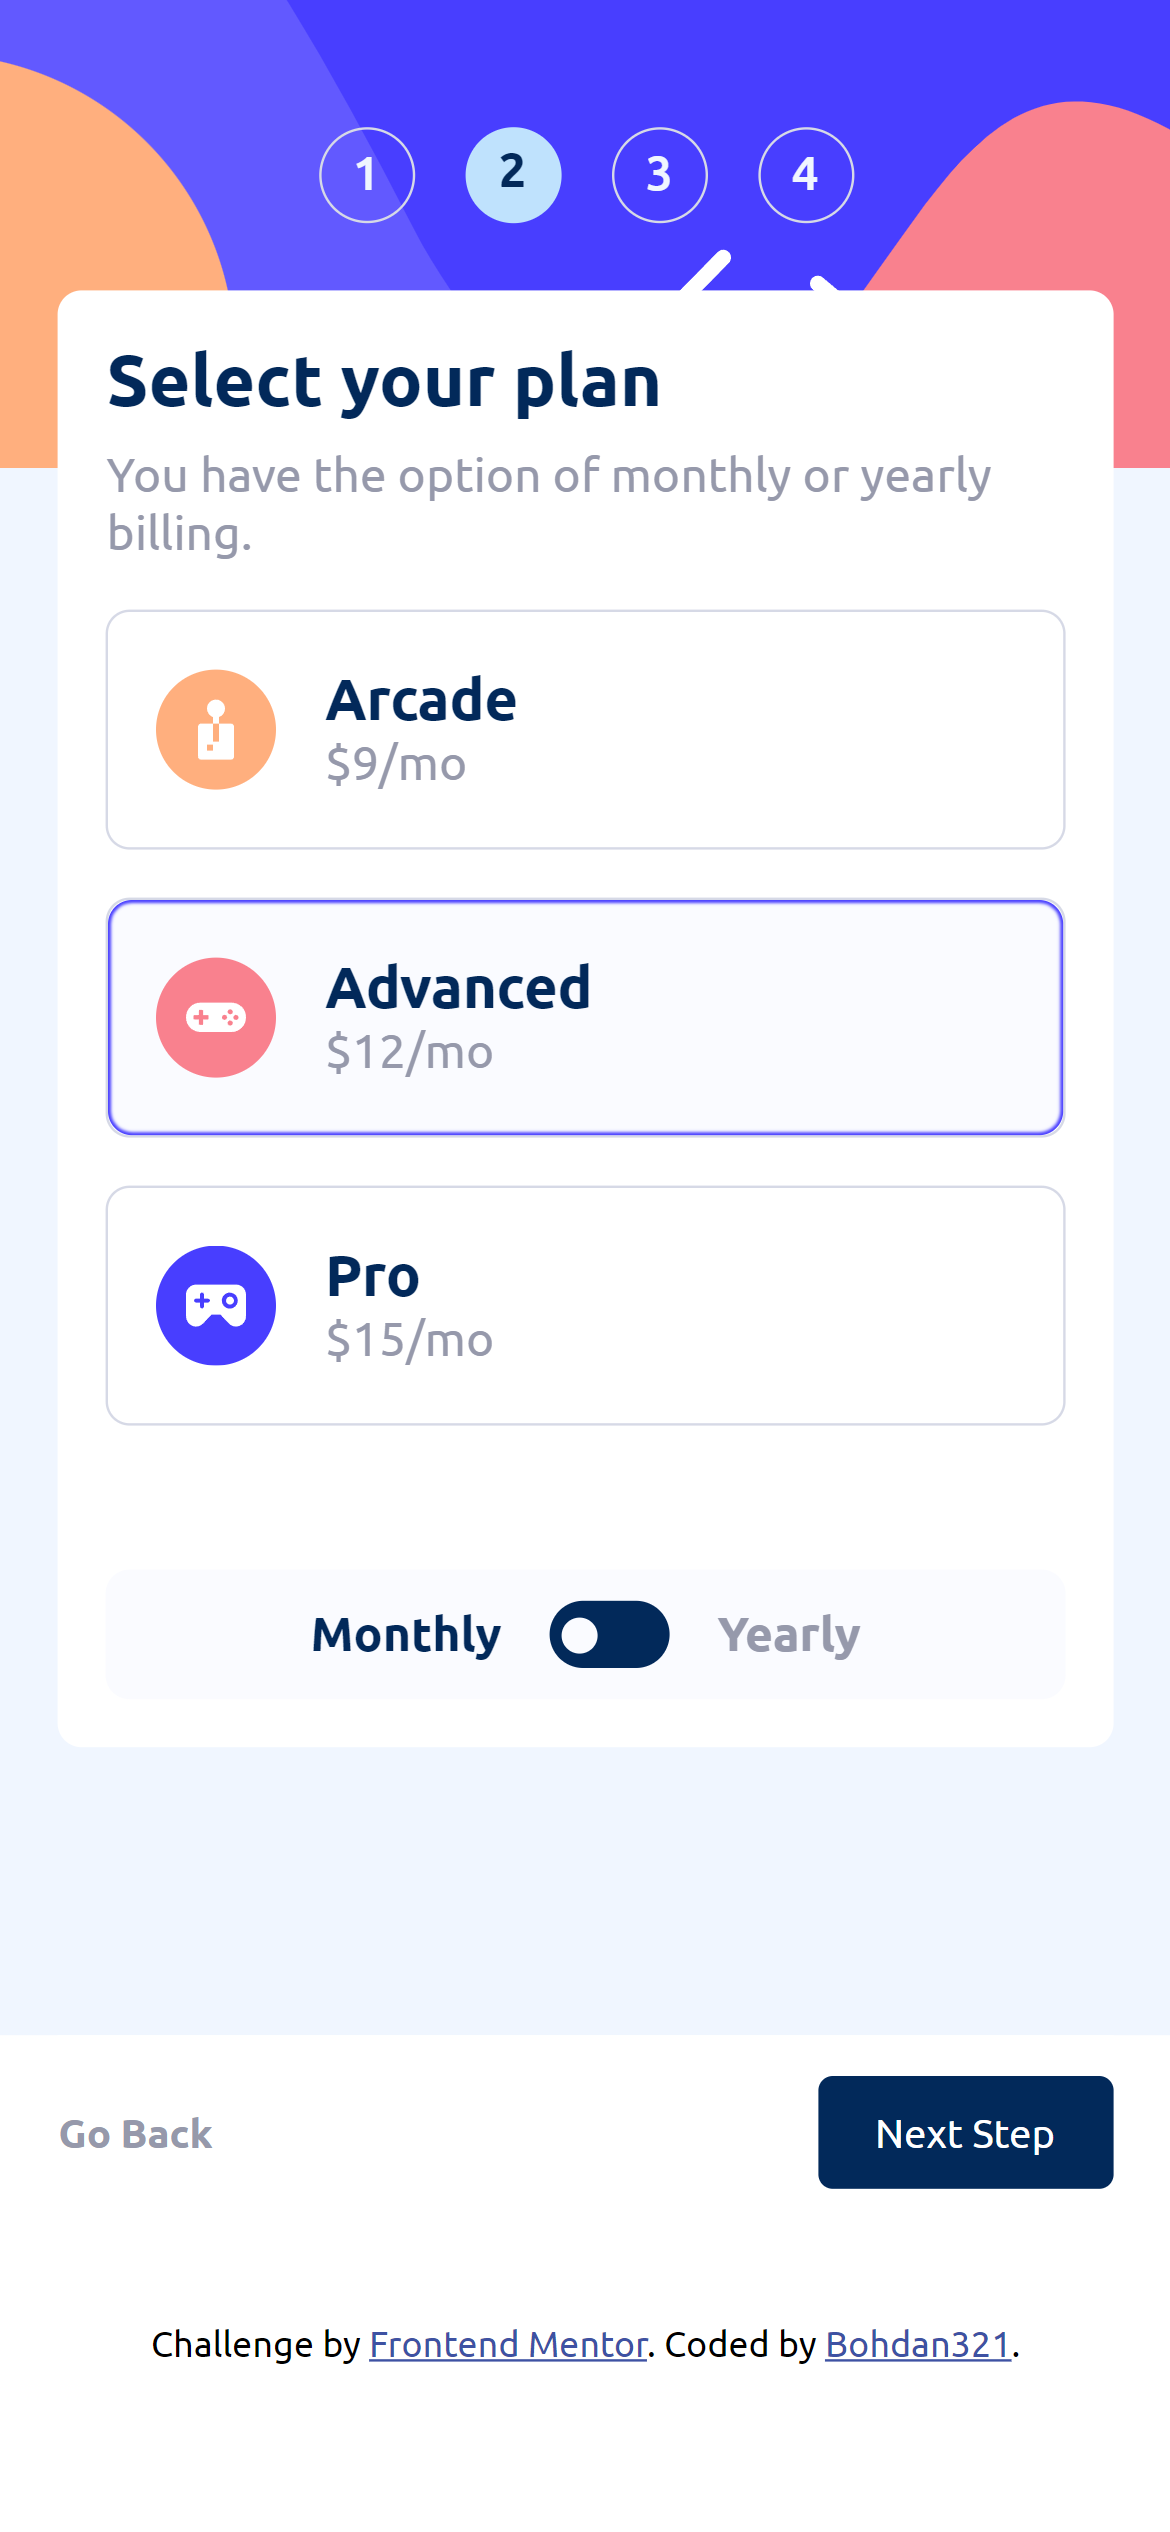 1 2 3 4
Select your plan
You have the option of monthly or yearly
billing.
Arcade
$9/mo
Advanced
$12/mo
Pro
$15/mo
Monthly Yearly
Go Back Next Step
Challenge by Frontend Mentor. Coded by Bohdan321.